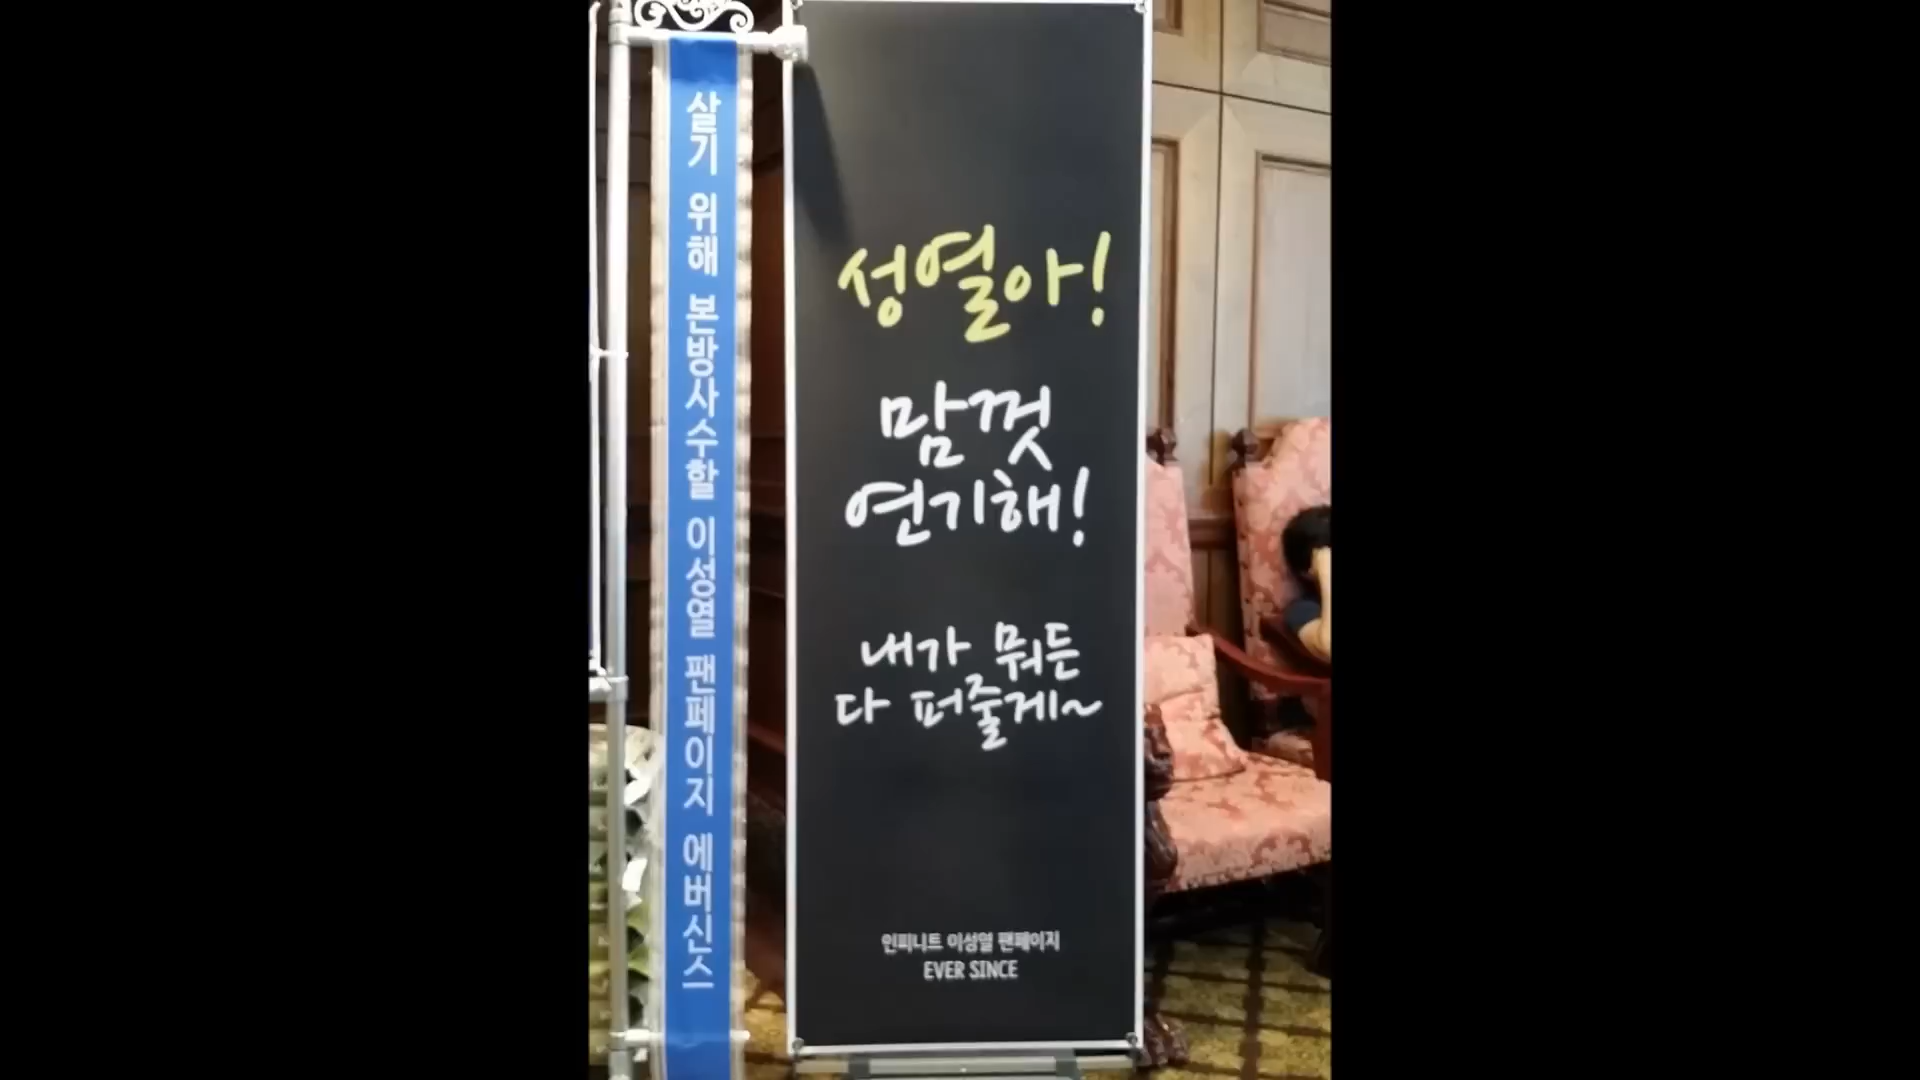 살기 위해 본방사수할 이성열 팬페이지 에버신스
성열아!
맘껏
연기해!
내가 뭐든
다 퍼줄게~
인피니트 이성열 팬페이지
EVER SINCE